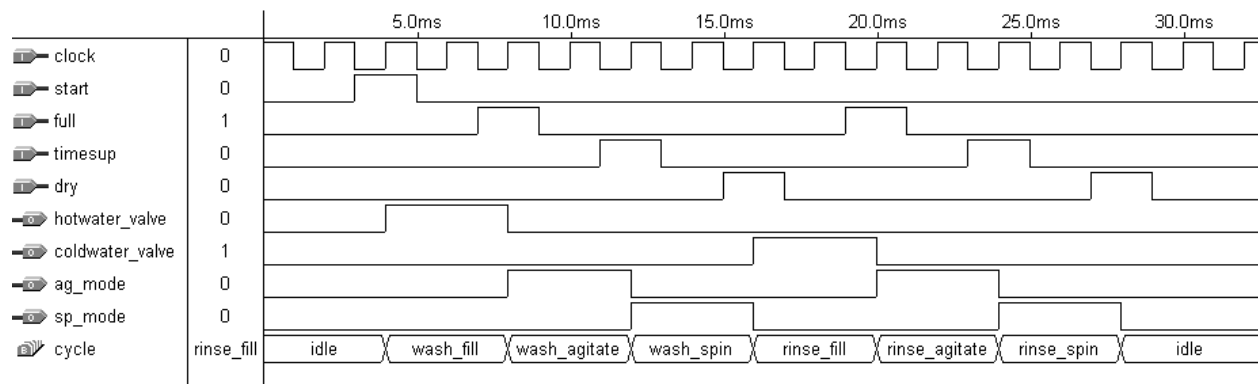 5.0ms 10.0ms 15.0ms 20.0ms 25.0ms 30.0ms
I clock 0
I start 0
I full 1
I timesup 0
I dry 0
O hotwater_valve 0
O coldwater_valve 1
O ag_mode 0
O sp_mode 0
B cycle rinse_fill idle wash_fill wash_agitate wash_spin rinse_fill rinse_agitate rinse_spin idle